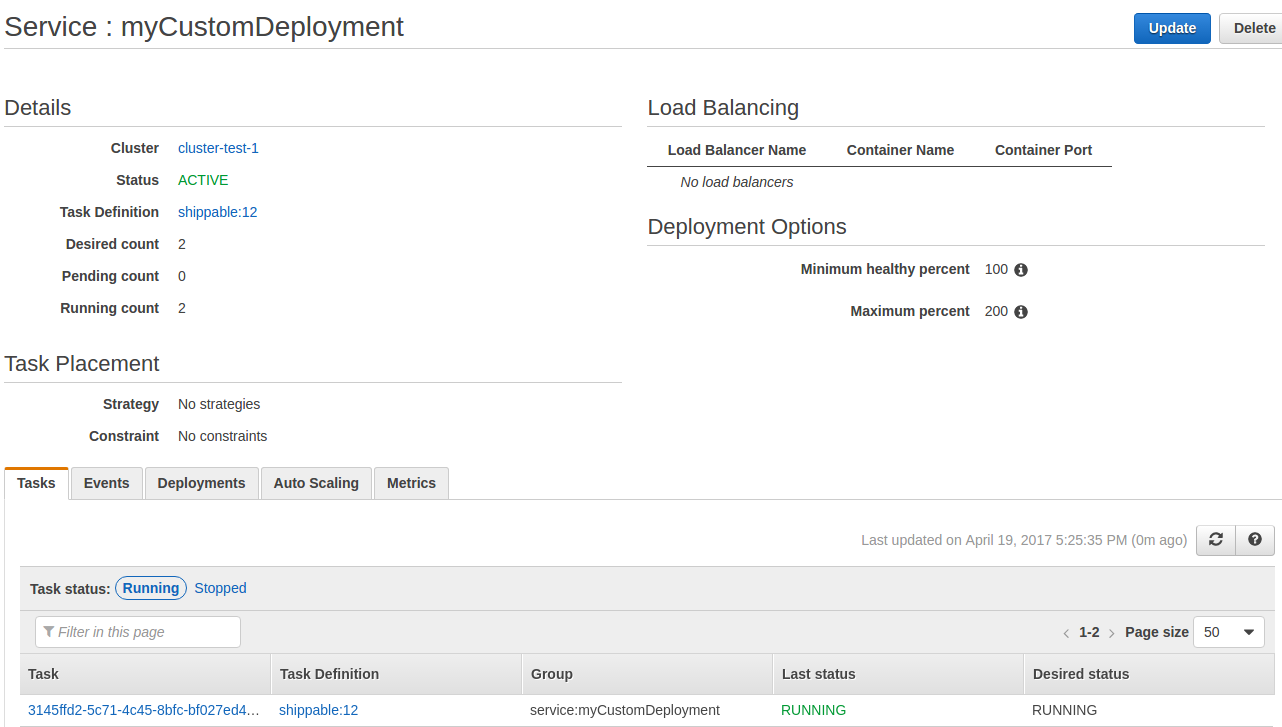 Service : myCustomDeployment
Update Delete
Details
Cluster cluster-test-1
Status ACTIVE
Task Definition shippable:12
Desired count 2
Pending count 0
Running count 2
Load Balancing
Load Balancer Name Container Name Container Port
No load balancers
Deployment Options
Minimum healthy percent 100
Maximum percent 200
Task Placement
Strategy No strategies
Constraint No constraints
Tasks Events Deployments Auto Scaling Metrics
Last updated on April 19, 2017 5:25:35 PM (0m ago)
Task status: Running Stopped
Filter in this page
1-2 Page size 50
Task Task Definition Group Last status Desired status
3145ffd2-5c71-4c45-8bfc-bf027ed4... shippable:12 service:myCustomDeployment RUNNING RUNNING